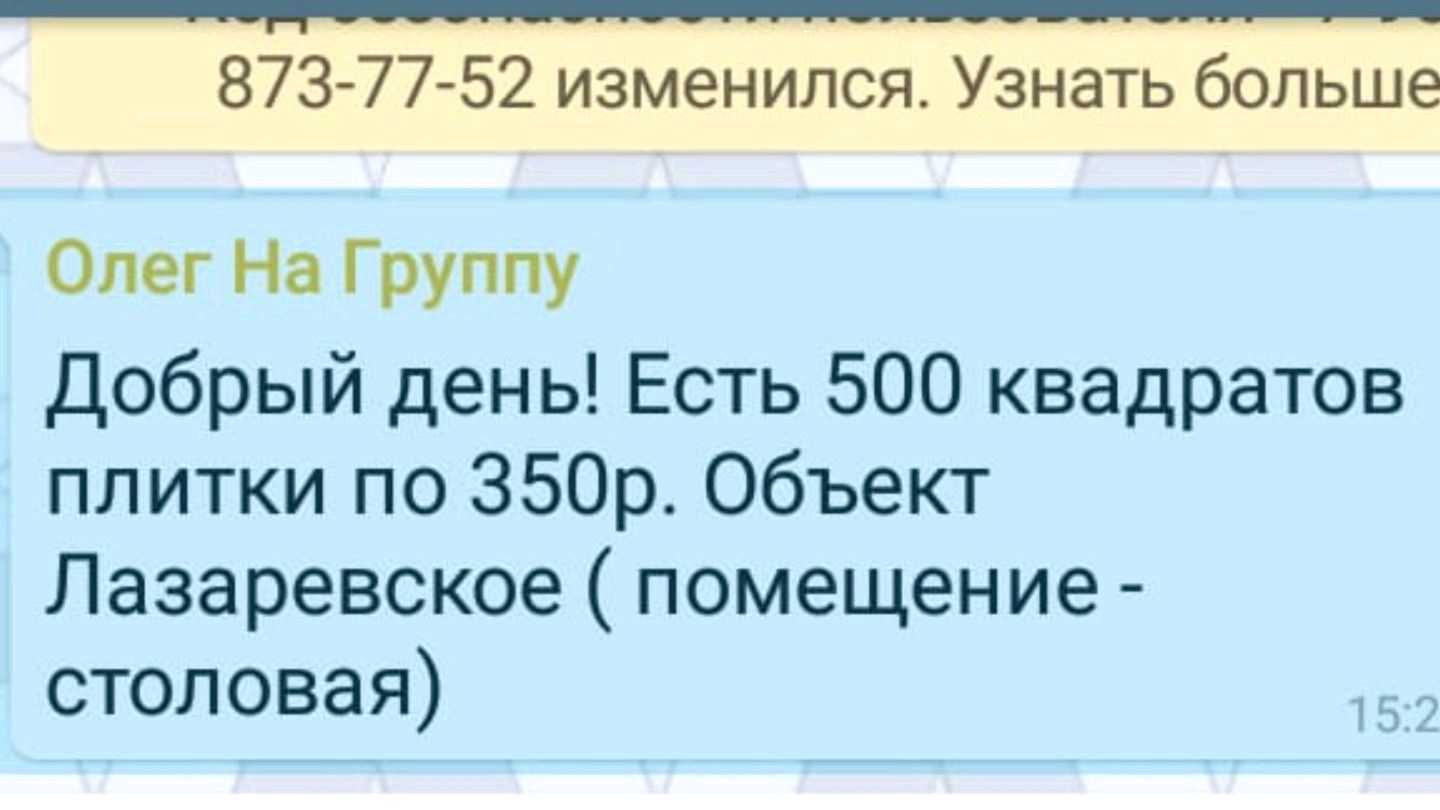 873-77-52 изменился. Узнать больше
Олег На Группу
Добрый день! Есть 500 квадратов
плитки по 350р. Объект
Лазаревское ( помещение -
столовая)
15:2